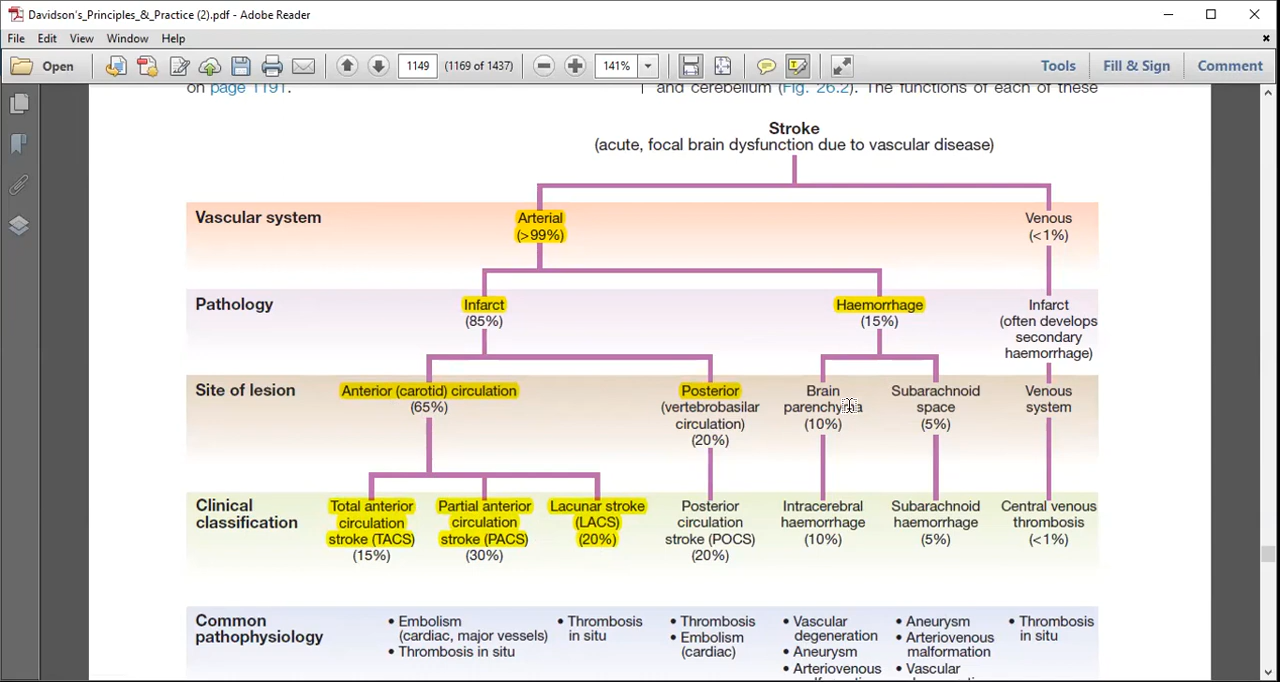 Davidson's_Principles_&_Practice (2).pdf - Adobe Reader
File Edit View Window Help
Open 1149 (1169 of 1437) 141% Tools Fill & Sign Comment
on page 1191.
and cerebellum (Fig. 26.2). The functions of each of these
Stroke
(acute, focal brain dysfunction due to vascular disease)
Vascular system
Arterial
(>99%)
Venous
(<1%)
Pathology
Infarct
(85%)
Haemorrhage
(15%)
Infarct
(often develops
secondary
haemorrhage)
Site of lesion
Anterior (carotid) circulation
(65%)
Posterior
(vertebrobasilar
circulation)
(20%)
Brain
parenchyma
(10%)
Subarachnoid
space
(5%)
Venous
system
Clinical
classification
Total anterior
circulation
stroke (TACS)
(15%)
Partial anterior
circulation
stroke (PACS)
(30%)
Lacunar stroke
(LACS)
(20%)
Posterior
circulation
stroke (POCS)
(20%)
Intracerebral
haemorrhage
(10%)
Subarachnoid
haemorrhage
(5%)
Central venous
thrombosis
(<1%)
Common
pathophysiology
• Embolism
(cardiac, major vessels)
• Thrombosis in situ
• Thrombosis
in situ
• Thrombosis
• Embolism
(cardiac)
• Vascular
degeneration
• Aneurysm
• Arteriovenous
• Aneurysm
• Arteriovenous
malformation
• Vascular
• Thrombosis
in situ